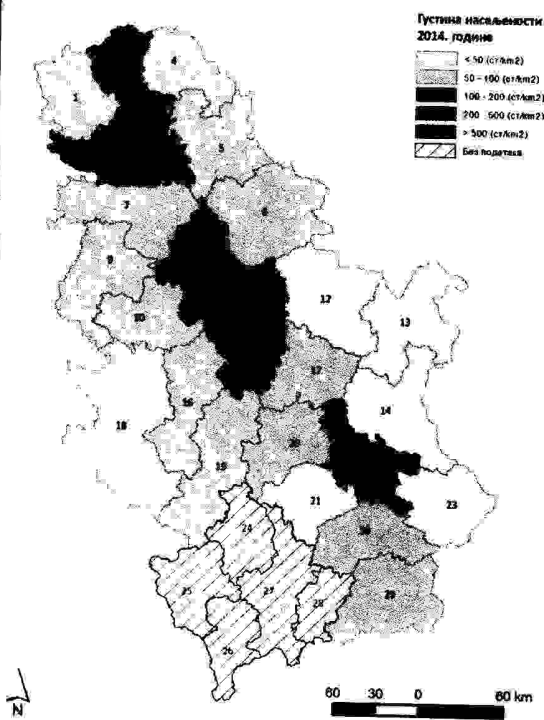 Густина насељености
2014. године
< 50 (ст/km2)
50 - 100 (ст/km2)
100 - 200 (ст/km2)
200 - 500 (ст/km2)
> 500 (ст/km2)
Без података
4
1
5
7
6
9
12
10
13
17
16
14
18
20
19
21
23
24
25
27
28
29
26
60 30 0 60 km
N